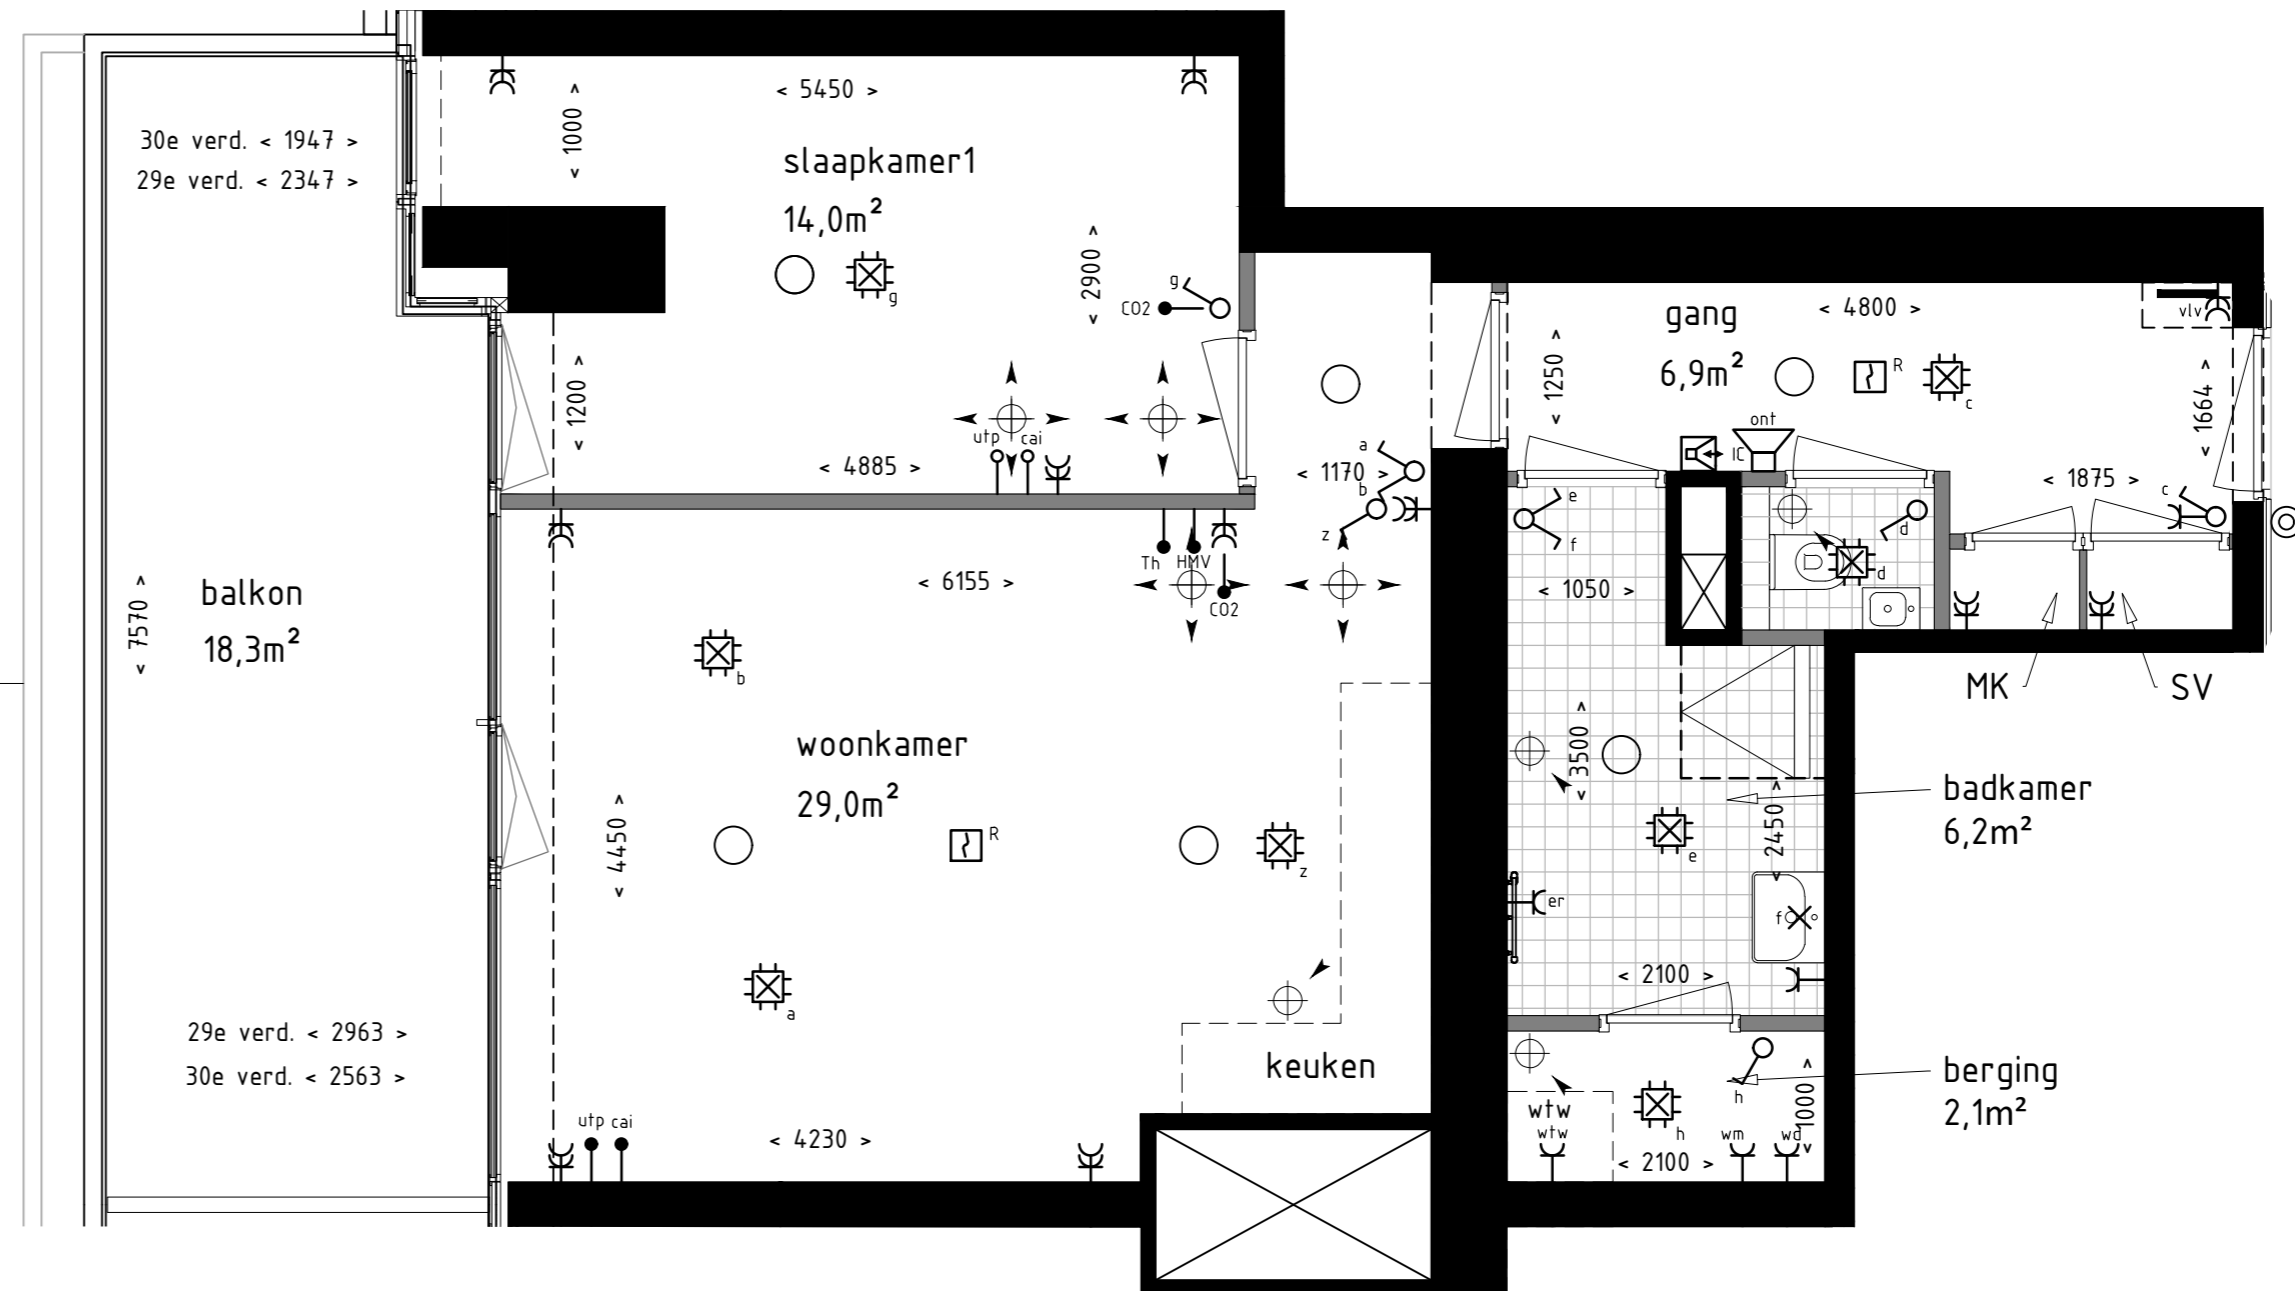 30e verd. < 1947 >
29e verd. < 2347 >
balkon
18,3m²
< 7570 >
29e verd. < 2963 >
30e verd. < 2563 >
< 5450 >
< 1000 >
slaapkamer1
14,0m²
g
< 2900 >
g
CO2
< 1200 >
utp
cai
< 4885 >
< 1170 >
a
b
z
Th
HMV
CO2
< 6155 >
b
woonkamer
29,0m²
R
z
< 4450 >
a
keuken
utp cai
< 4230 >
gang
6,9m²
< 4800 >
vlv
R
c
< 1250 >
< 1664 >
ont
IC
< 1875 >
c
e
f
d
d
< 1050 >
MK
SV
< 3500 >
badkamer
6,2m²
< 2450 >
e
er
f
< 2100 >
berging
2,1m²
h
< 1000 >
wtw
wtw
h
wm
wd
< 2100 >